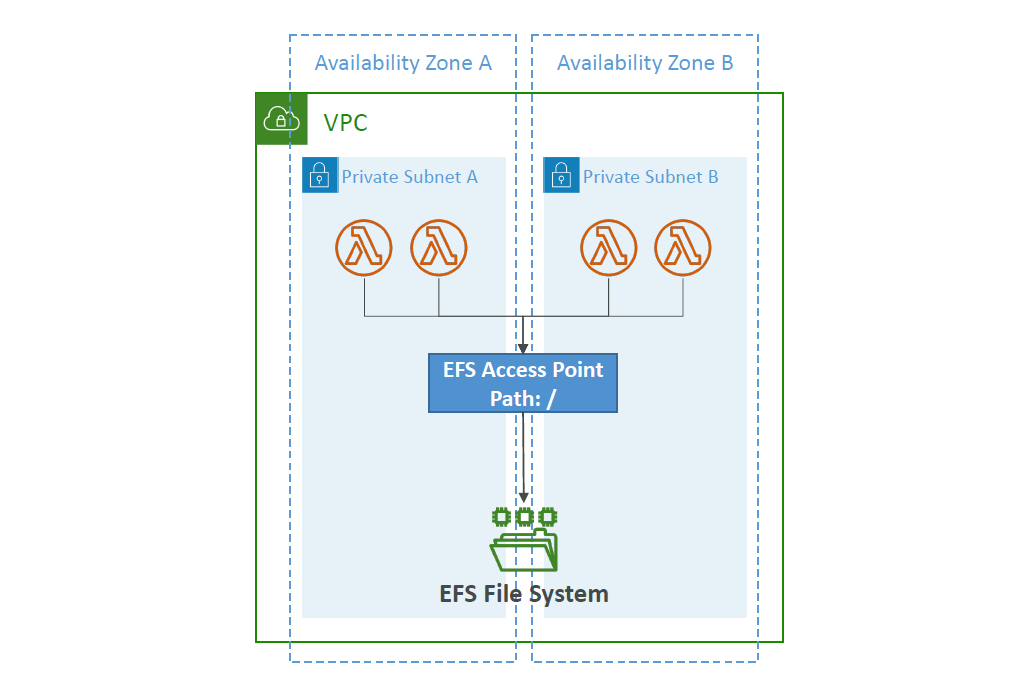 Availability Zone A
Availability Zone B
VPC
Private Subnet A
Private Subnet B
EFS Access Point
Path: /
EFS File System